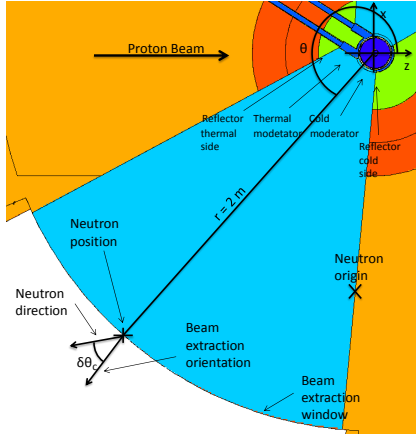 x
Proton Beam
θ
z
Reflector
thermal
side
Thermal
modetator
Cold
moderator
Reflector
cold
side
r = 2 m
Neutron
position
Neutron
origin
Neutron
direction
δθc
Beam
extraction
orientation
Beam
extraction
window